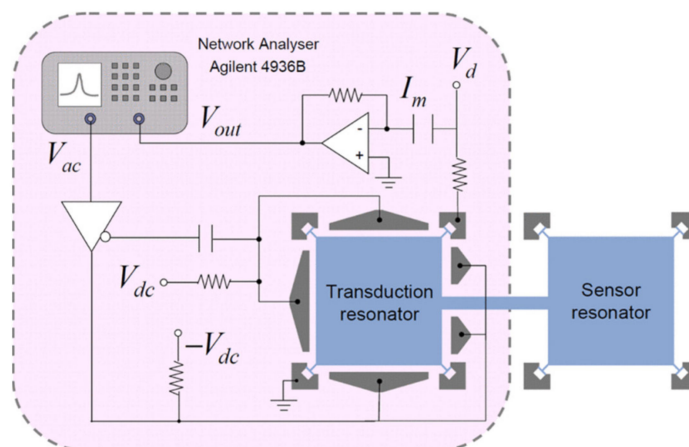 Network Analyser
Agilent 4936B
V_d
I_m
V_out
V_ac
-
+
V_dc
Transduction
resonator
Sensor
resonator
–V_dc